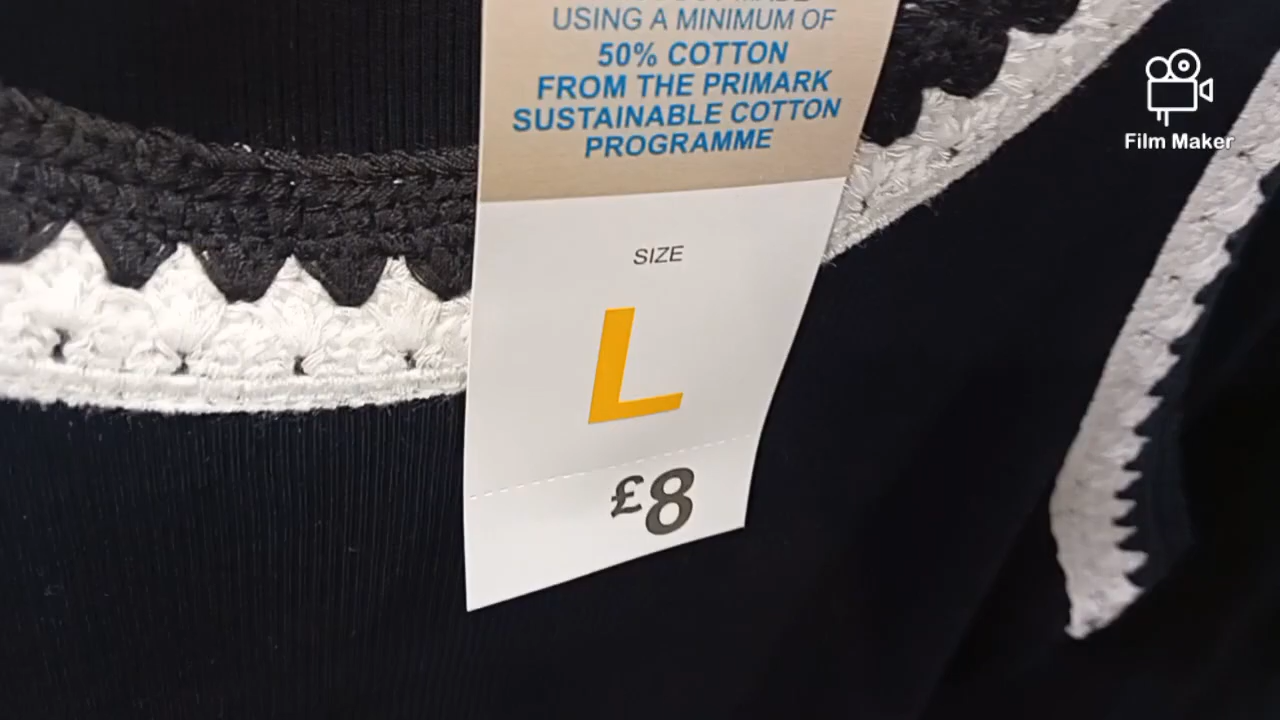 USING A MINIMUM OF
50% COTTON
FROM THE PRIMARK
SUSTAINABLE COTTON
PROGRAMME
SIZE
L
£8
Film Maker